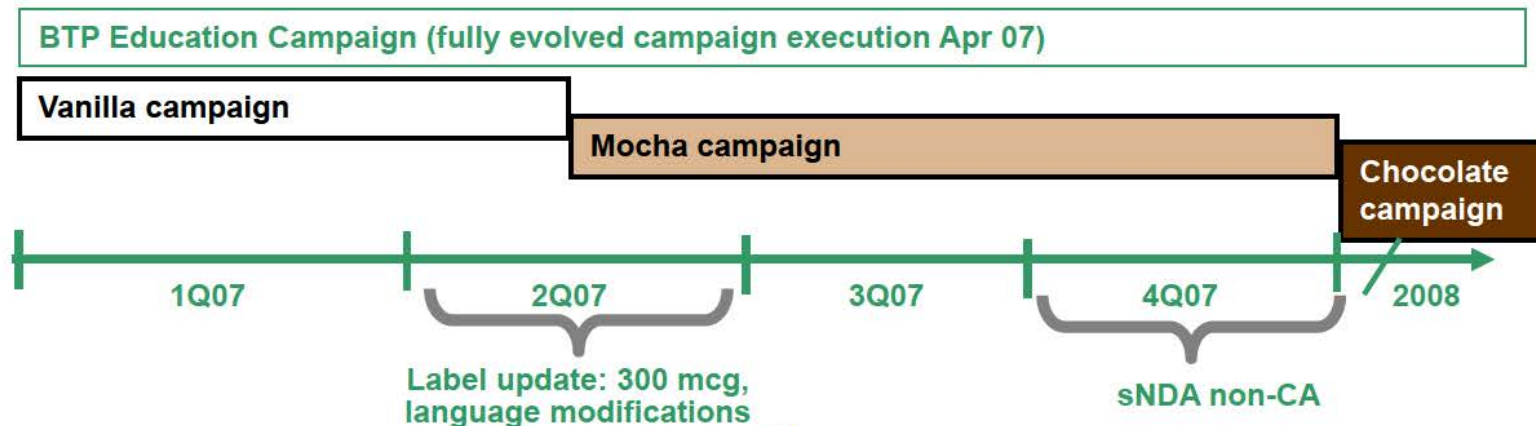 BTP Education Campaign (fully evolved campaign execution Apr 07)
Vanilla campaign
Mocha campaign
Chocolate
campaign
1Q07
2Q07
3Q07
4Q07
2008
Label update: 300 mcg,
language modifications
sNDA non-CA